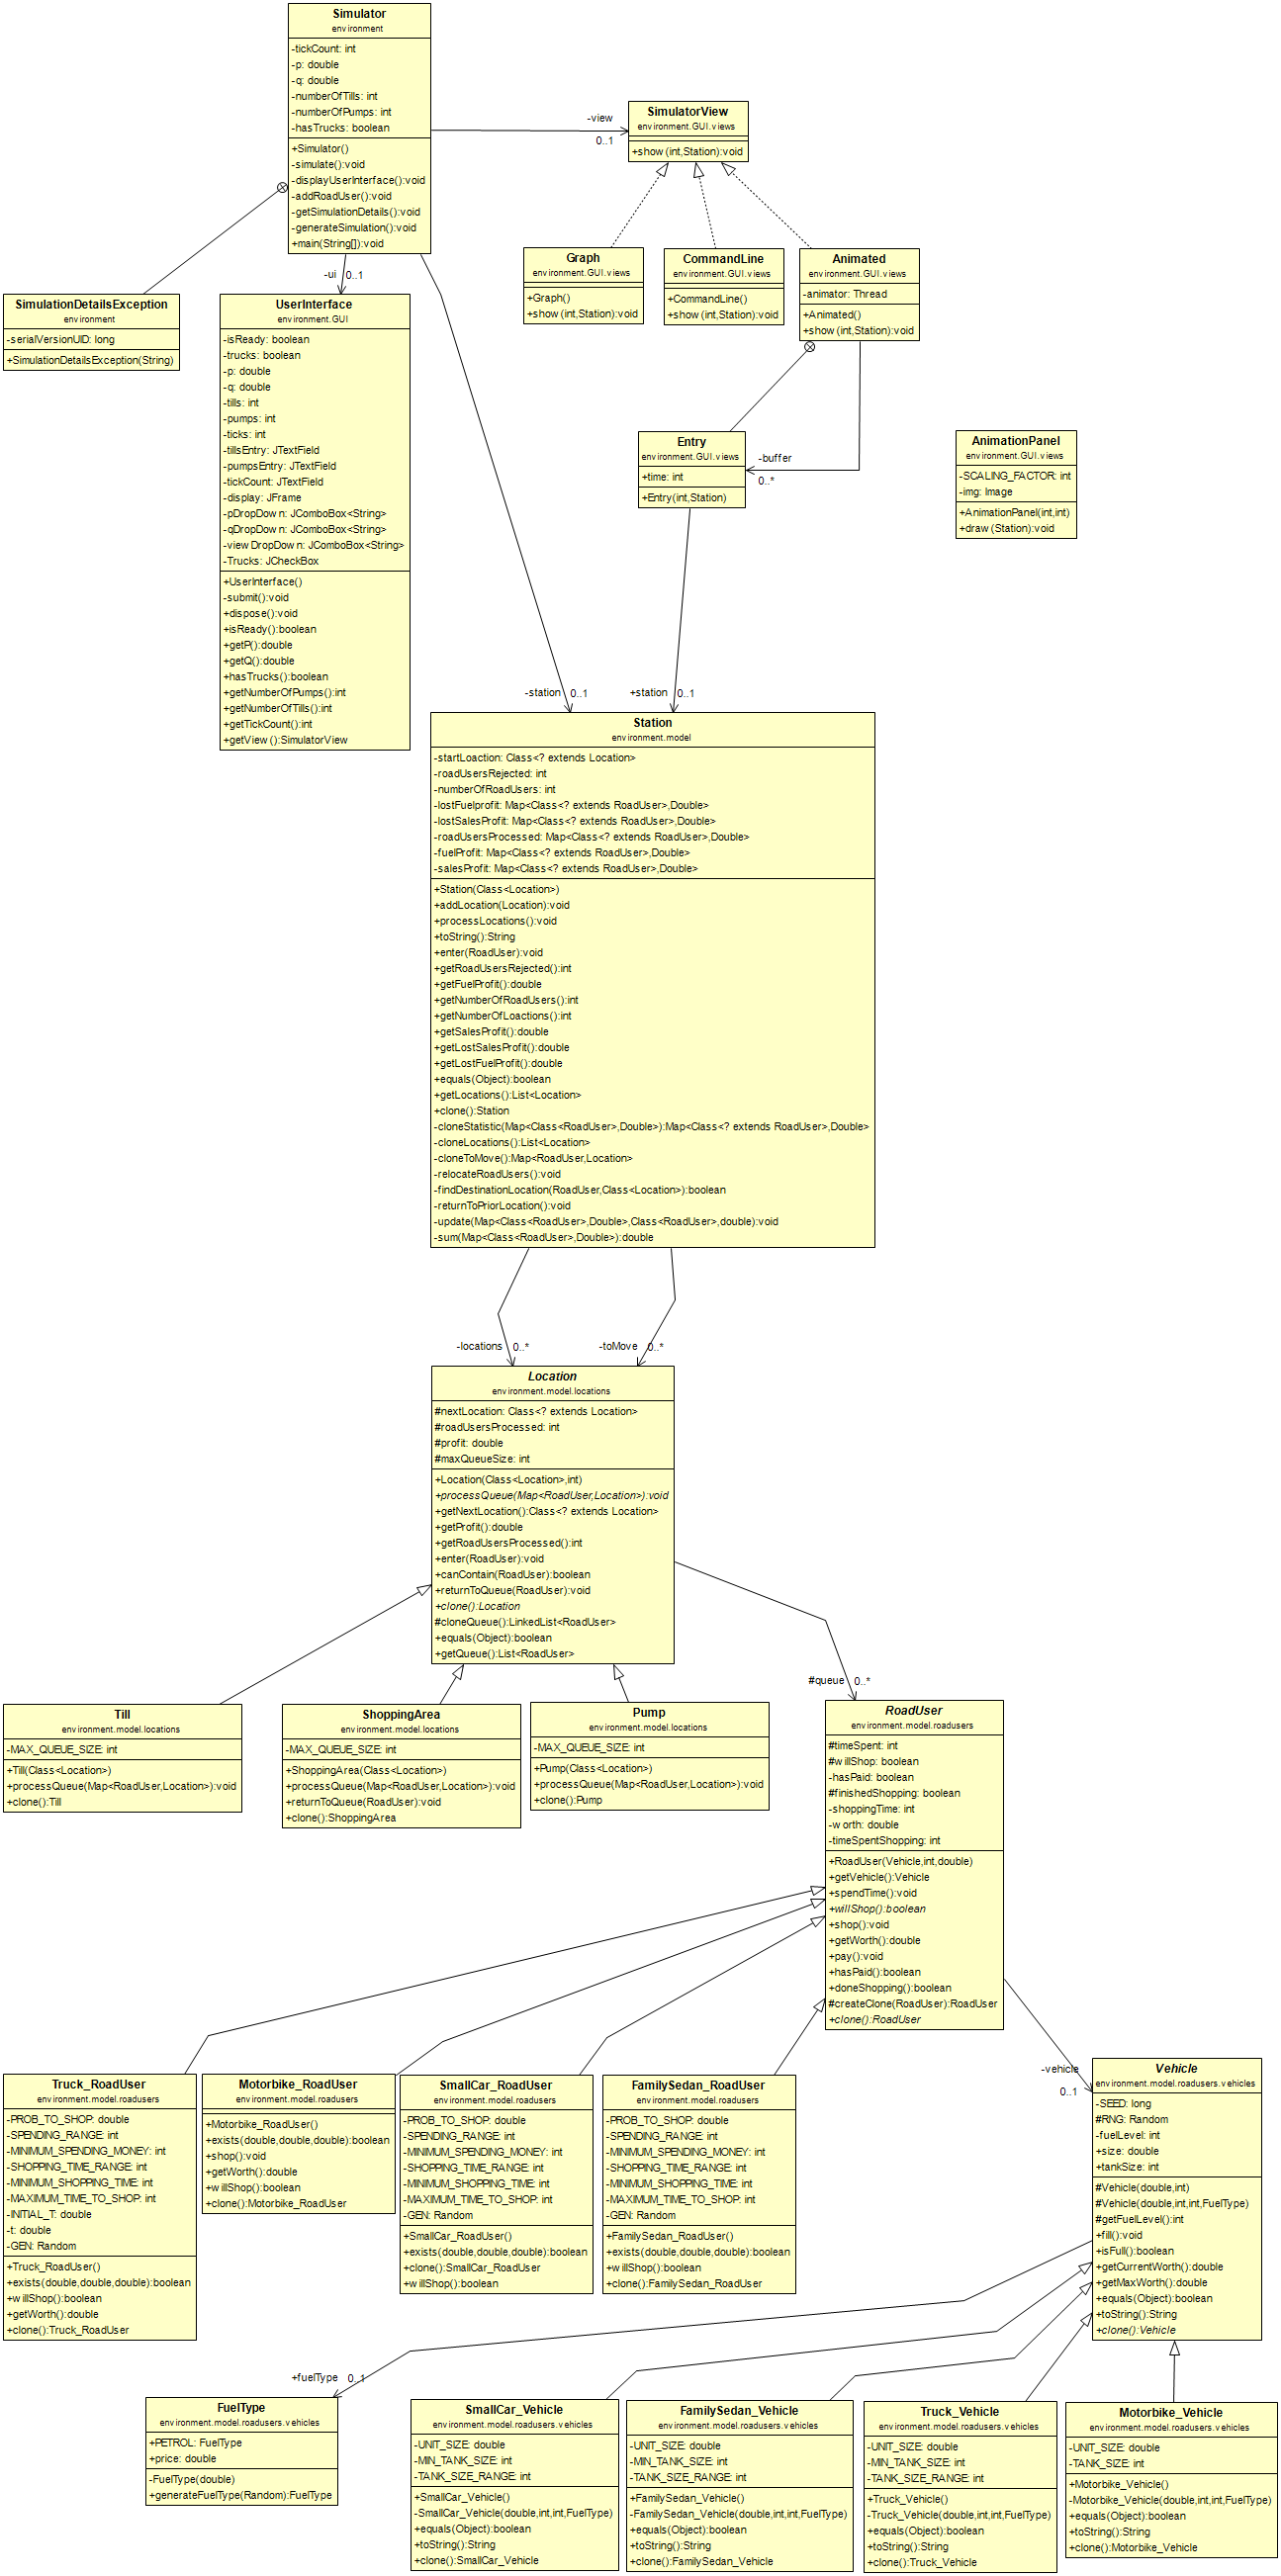 Simulator
environment
-tickCount: int
-p: double
-q: double
-numberOfTills: int
-numberOfPumps: int
-hasTrucks: boolean
+Simulator()
-simulate():void
-displayUserInterface():void
-addRoadUser():void
-getSimulationDetails():void
-generateSimulation():void
+main(String[]):void
-view
0..1
SimulatorView
environment.GUI.views
+show(int,Station):void
Graph
environment.GUI.views
+Graph()
+show(int,Station):void
CommandLine
environment.GUI.views
+CommandLine()
+show(int,Station):void
Animated
environment.GUI.views
-animator: Thread
+Animated()
+show(int,Station):void
-ui 0..1
SimulationDetailsException
environment
-serialVersionUID: long
+SimulationDetailsException(String)
UserInterface
environment.GUI
-isReady: boolean
-trucks: boolean
-p: double
-q: double
-tills: int
-pumps: int
-ticks: int
-tillsEntry: JTextField
-pumpsEntry: JTextField
-tickCount: JTextField
-display: JFrame
-pDropDown: JComboBox<String>
-qDropDown: JComboBox<String>
-viewDropDown: JComboBox<String>
-Trucks: JCheckBox
+UserInterface()
-submit():void
+dispose():void
+isReady():boolean
+getP():double
+getQ():double
+hasTrucks():boolean
+getNumberOfPumps():int
+getNumberOfTills():int
+getTickCount():int
+getView():SimulatorView
Entry
environment.GUI.views
+time: int
+Entry(int,Station)
-buffer
0..*
AnimationPanel
environment.GUI.views
-SCALING_FACTOR: int
-img: Image
+AnimationPanel(int,int)
+draw(Station):void
-station 0..1
+station 0..1
Station
environment.model
-startLoaction: Class<? extends Location>
-roadUsersRejected: int
-numberOfRoadUsers: int
-lostFuelprofit: Map<Class<? extends RoadUser>,Double>
-lostSalesProfit: Map<Class<? extends RoadUser>,Double>
-roadUsersProcessed: Map<Class<? extends RoadUser>,Double>
-fuelProfit: Map<Class<? extends RoadUser>,Double>
-salesProfit: Map<Class<? extends RoadUser>,Double>
+Station(Class<Location>)
+addLocation(Location):void
+processLocations():void
+toString():String
+enter(RoadUser):void
+getRoadUsersRejected():int
+getFuelProfit():double
+getNumberOfRoadUsers():int
+getNumberOfLoactions():int
+getSalesProfit():double
+getLostSalesProfit():double
+getLostFuelProfit():double
+equals(Object):boolean
+getLocations():List<Location>
+clone():Station
-cloneStatistic(Map<Class<RoadUser>,Double>):Map<Class<? extends RoadUser>,Double>
-cloneLocations():List<Location>
-cloneToMove():Map<RoadUser,Location>
-relocateRoadUsers():void
-findDestinationLocation(RoadUser,Class<Location>):boolean
-returnToPriorLocation():void
-update(Map<Class<RoadUser>,Double>,Class<RoadUser>,double):void
-sum(Map<Class<RoadUser>,Double>):double
-locations 0..*
-toMove 0..*
Location
environment.model.locations
#nextLocation: Class<? extends Location>
#roadUsersProcessed: int
#profit: double
#maxQueueSize: int
+Location(Class<Location>,int)
+processQueue(Map<RoadUser,Location>):void
+getNextLocation():Class<? extends Location>
+getProfit():double
+getRoadUsersProcessed():int
+enter(RoadUser):void
+canContain(RoadUser):boolean
+returnToQueue(RoadUser):void
+clone():Location
#cloneQueue():LinkedList<RoadUser>
+equals(Object):boolean
+getQueue():List<RoadUser>
#queue 0..*
Till
environment.model.locations
-MAX_QUEUE_SIZE: int
+Till(Class<Location>)
+processQueue(Map<RoadUser,Location>):void
+clone():Till
ShoppingArea
environment.model.locations
-MAX_QUEUE_SIZE: int
+ShoppingArea(Class<Location>)
+processQueue(Map<RoadUser,Location>):void
+returnToQueue(RoadUser):void
+clone():ShoppingArea
Pump
environment.model.locations
-MAX_QUEUE_SIZE: int
+Pump(Class<Location>)
+processQueue(Map<RoadUser,Location>):void
+clone():Pump
RoadUser
environment.model.roadusers
#timeSpent: int
#willShop: boolean
-hasPaid: boolean
#finishedShopping: boolean
-shoppingTime: int
-worth: double
-timeSpentShopping: int
+RoadUser(Vehicle,int,double)
+getVehicle():Vehicle
+spendTime():void
+willShop():boolean
+shop():void
+getWorth():double
+pay():void
+hasPaid():boolean
+doneShopping():boolean
#createClone(RoadUser):RoadUser
+clone():RoadUser
-vehicle
0..1
Truck_RoadUser
environment.model.roadusers
-PROB_TO_SHOP: double
-SPENDING_RANGE: int
-MINIMUM_SPENDING_MONEY: int
-SHOPPING_TIME_RANGE: int
-MINIMUM_SHOPPING_TIME: int
-MAXIMUM_TIME_TO_SHOP: int
-INITIAL_T: double
-t: double
-GEN: Random
+Truck_RoadUser()
+exists(double,double,double):boolean
+willShop():boolean
+getWorth():double
+clone():Truck_RoadUser
Motorbike_RoadUser
environment.model.roadusers
+Motorbike_RoadUser()
+exists(double,double,double):boolean
+shop():void
+getWorth():double
+willShop():boolean
+clone():Motorbike_RoadUser
SmallCar_RoadUser
environment.model.roadusers
-PROB_TO_SHOP: double
-SPENDING_RANGE: int
-MINIMUM_SPENDING_MONEY: int
-SHOPPING_TIME_RANGE: int
-MINIMUM_SHOPPING_TIME: int
-MAXIMUM_TIME_TO_SHOP: int
-GEN: Random
+SmallCar_RoadUser()
+exists(double,double,double):boolean
+clone():SmallCar_RoadUser
+willShop():boolean
FamilySedan_RoadUser
environment.model.roadusers
-PROB_TO_SHOP: double
-SPENDING_RANGE: int
-MINIMUM_SPENDING_MONEY: int
-SHOPPING_TIME_RANGE: int
-MINIMUM_SHOPPING_TIME: int
-MAXIMUM_TIME_TO_SHOP: int
-GEN: Random
+FamilySedan_RoadUser()
+exists(double,double,double):boolean
+willShop():boolean
+clone():FamilySedan_RoadUser
Vehicle
environment.model.roadusers.vehicles
-SEED: long
#RNG: Random
-fuelLevel: int
+size: double
+tankSize: int
#Vehicle(double,int)
#Vehicle(double,int,int,FuelType)
#getFuelLevel():int
+fill():void
+isFull():boolean
+getCurrentWorth():double
+getMaxWorth():double
+equals(Object):boolean
+toString():String
+clone():Vehicle
+fuelType 0..1
FuelType
environment.model.roadusers.vehicles
+PETROL: FuelType
+price: double
-FuelType(double)
+generateFuelType(Random):FuelType
SmallCar_Vehicle
environment.model.roadusers.vehicles
-UNIT_SIZE: double
-MIN_TANK_SIZE: int
-TANK_SIZE_RANGE: int
+SmallCar_Vehicle()
-SmallCar_Vehicle(double,int,int,FuelType)
+equals(Object):boolean
+toString():String
+clone():SmallCar_Vehicle
FamilySedan_Vehicle
environment.model.roadusers.vehicles
-UNIT_SIZE: double
-MIN_TANK_SIZE: int
-TANK_SIZE_RANGE: int
+FamilySedan_Vehicle()
-FamilySedan_Vehicle(double,int,int,FuelType)
+equals(Object):boolean
+toString():String
+clone():FamilySedan_Vehicle
Truck_Vehicle
environment.model.roadusers.vehicles
-UNIT_SIZE: double
-MIN_TANK_SIZE: int
-TANK_SIZE_RANGE: int
+Truck_Vehicle()
-Truck_Vehicle(double,int,int,FuelType)
+equals(Object):boolean
+toString():String
+clone():Truck_Vehicle
Motorbike_Vehicle
environment.model.roadusers.vehicles
-UNIT_SIZE: double
-TANK_SIZE: int
+Motorbike_Vehicle()
-Motorbike_Vehicle(double,int,int,FuelType)
+equals(Object):boolean
+toString():String
+clone():Motorbike_Vehicle